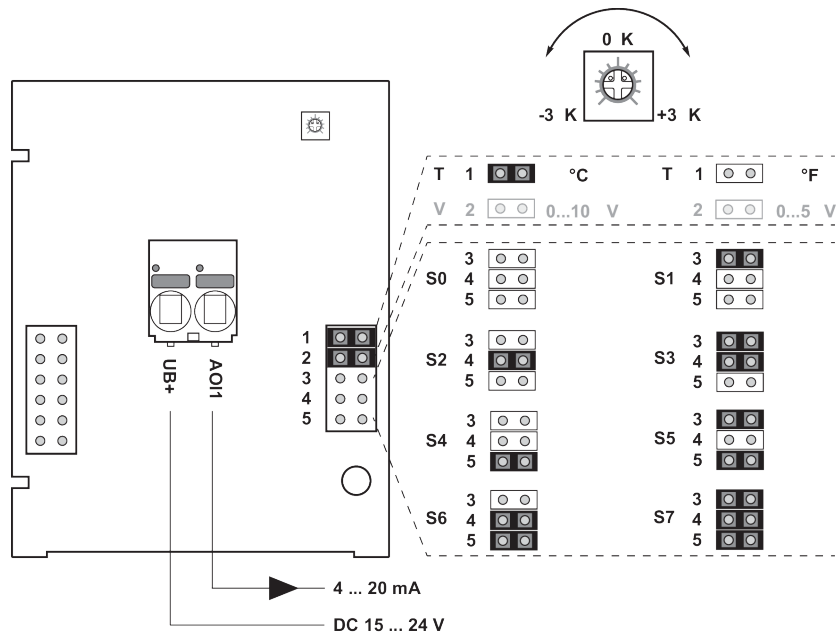 0 K
-3 K +3 K
T 1 °C T 1 °F
V 2 0...10 V 2 0...5 V
S0 3 4 5 S1 3 4 5
S2 3 4 5 S3 3 4 5
S4 3 4 5 S5 3 4 5
S6 3 4 5 S7 3 4 5
1
2
3
4
5
UB+
AOI1
4 ... 20 mA
DC 15 ... 24 V